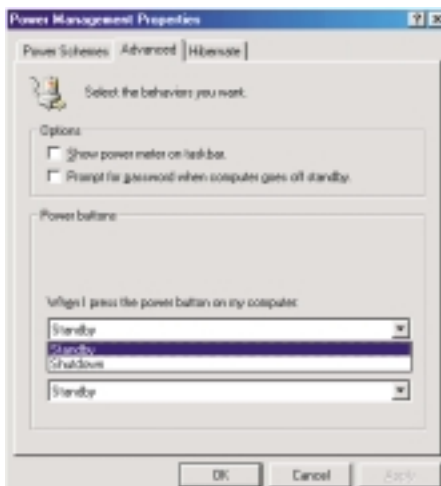 Power Management Properties
Power Schemes Advanced Hibernate
Select the behaviors you want.
Options
Show power meter on taskbar.
Prompt for password when computer goes off standby.
Power buttons
When I press the power button on my computer:
Standby
Standby
Shutdown
Standby
OK Cancel Apply